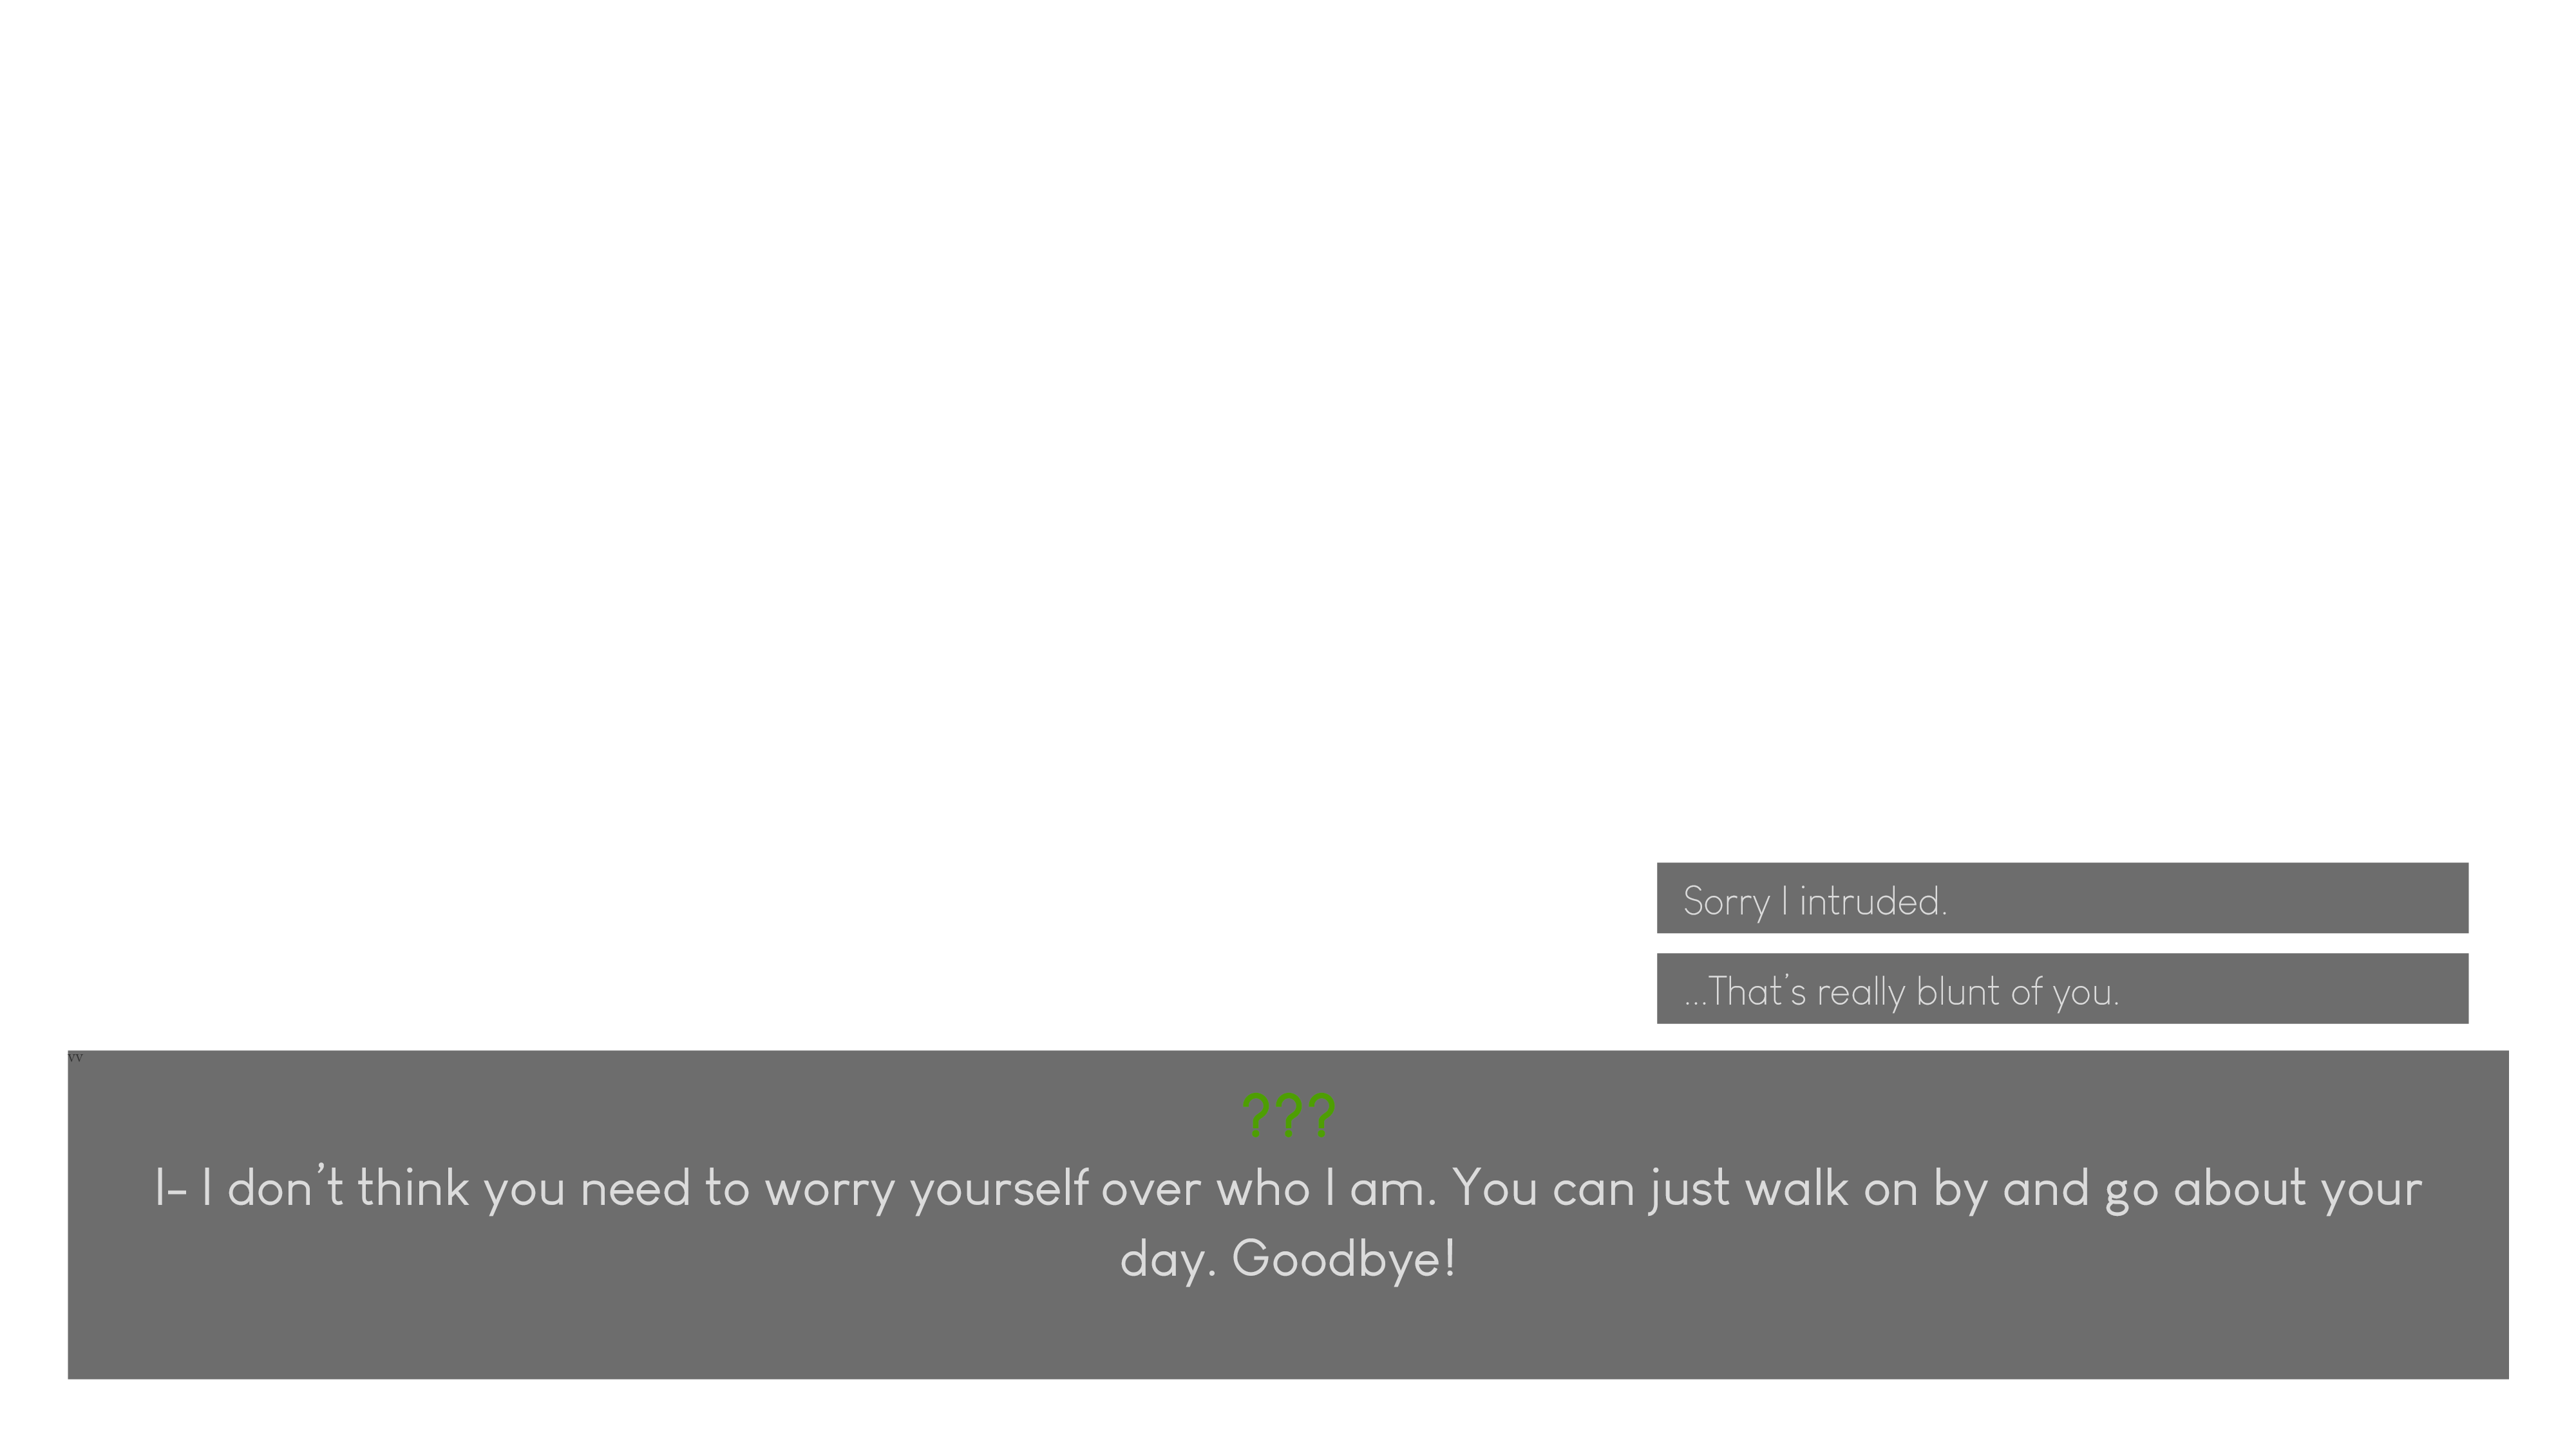 Sorry I intruded.
...That's really blunt of you.
vv
???
I- I don't think you need to worry yourself over who I am. You can just walk on by and go about your
day. Goodbye!